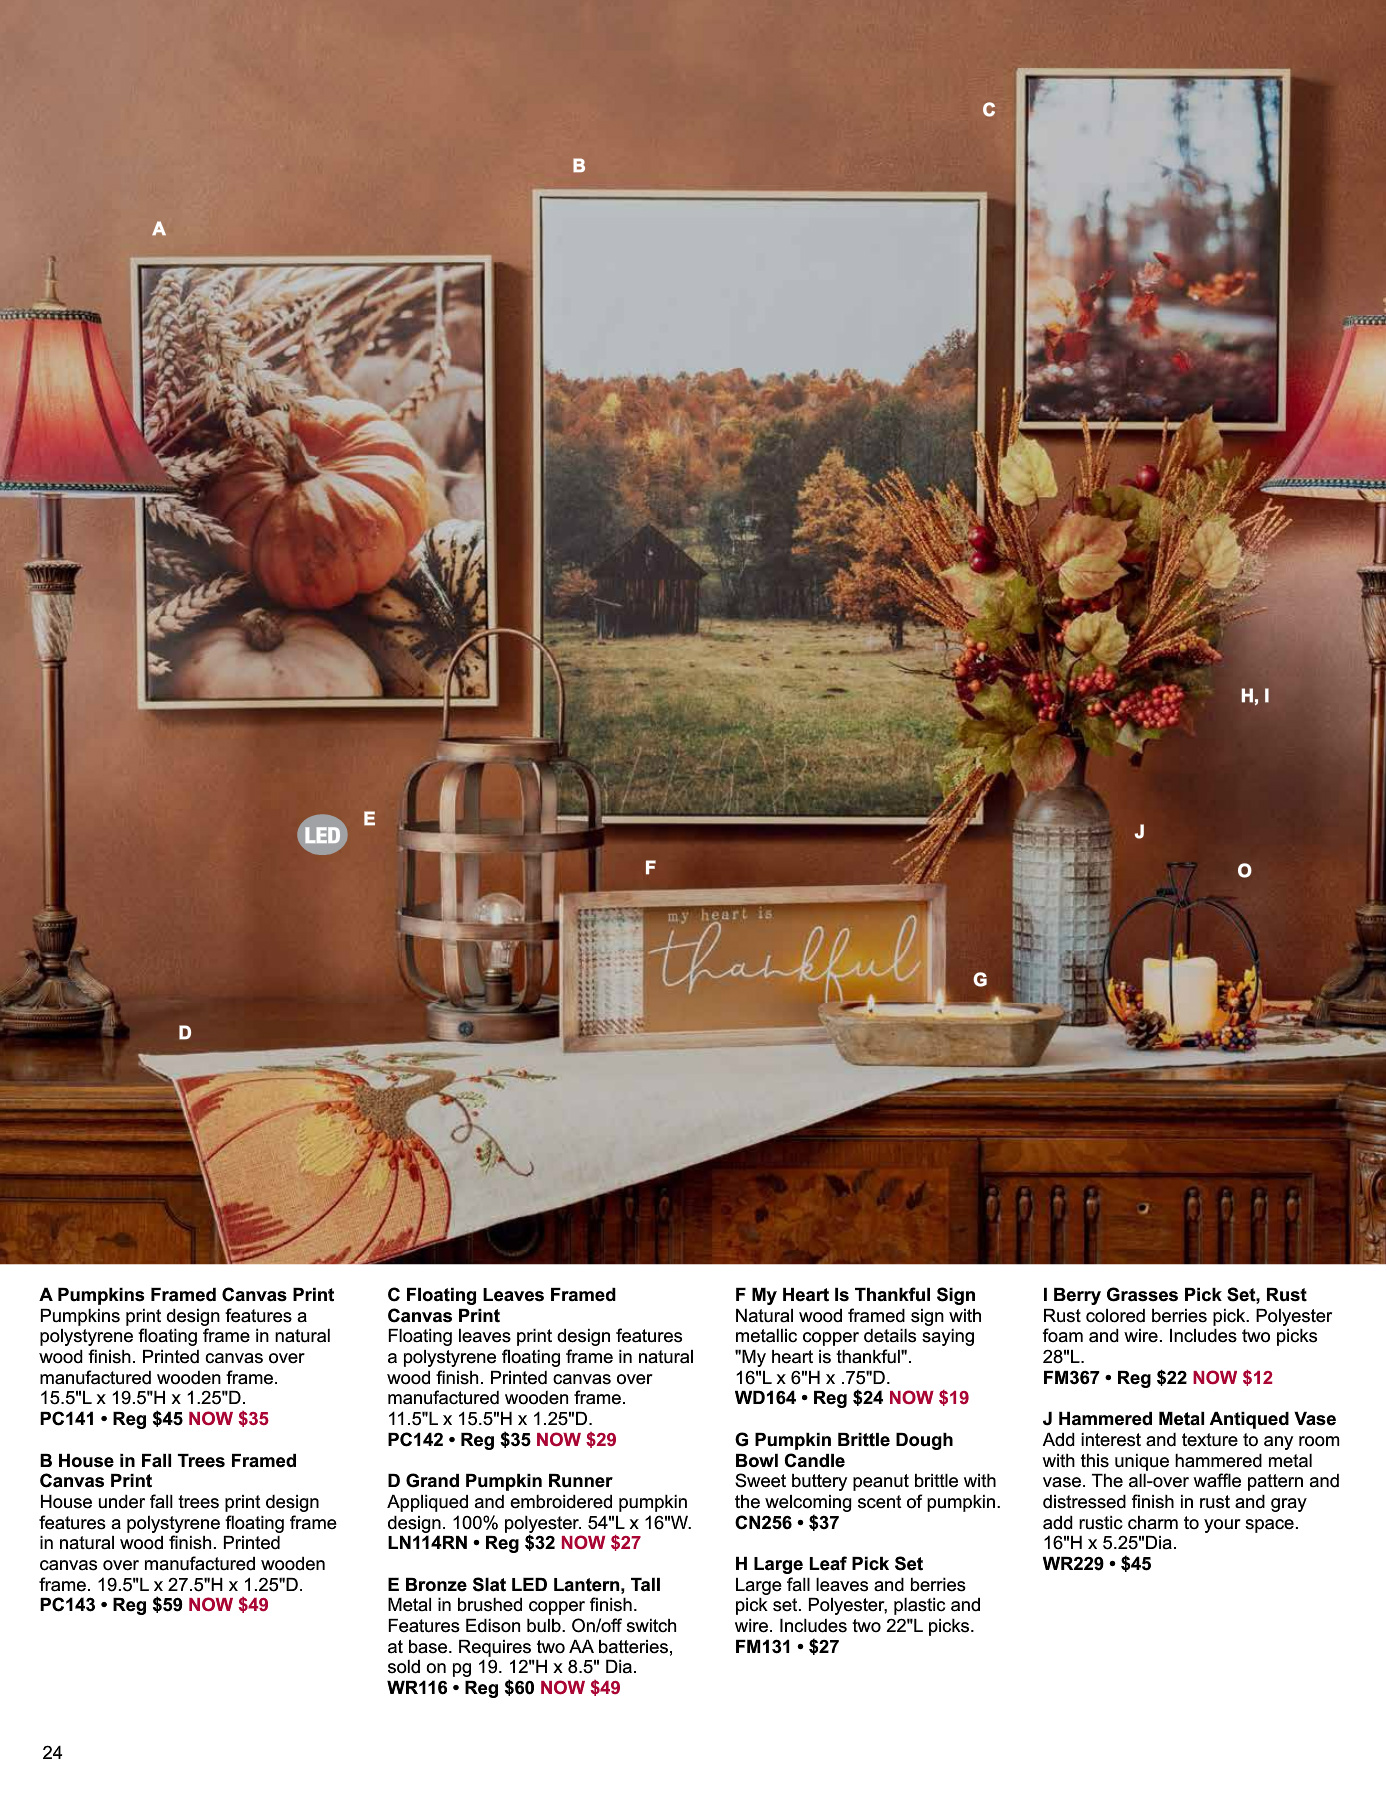 C
B
A
H, I
E
LED
J
F
O
my heart is
thankful
G
D
A Pumpkins Framed Canvas Print
Pumpkins print design features a
polystyrene floating frame in natural
wood finish. Printed canvas over
manufactured wooden frame.
15.5"L x 19.5"H x 1.25"D.
PC141 • Reg $45 NOW $35
B House in Fall Trees Framed
Canvas Print
House under fall trees print design
features a polystyrene floating frame
in natural wood finish. Printed
canvas over manufactured wooden
frame. 19.5"L x 27.5"H x 1.25"D.
PC143 • Reg $59 NOW $49
C Floating Leaves Framed
Canvas Print
Floating leaves print design features
a polystyrene floating frame in natural
wood finish. Printed canvas over
manufactured wooden frame.
11.5"L x 15.5"H x 1.25"D.
PC142 • Reg $35 NOW $29
D Grand Pumpkin Runner
Appliqued and embroidered pumpkin
design. 100% polyester. 54"L x 16"W.
LN114RN • Reg $32 NOW $27
E Bronze Slat LED Lantern, Tall
Metal in brushed copper finish.
Features Edison bulb. On/off switch
at base. Requires two AA batteries,
sold on pg 19. 12"H x 8.5" Dia.
WR116 • Reg $60 NOW $49
F My Heart Is Thankful Sign
Natural wood framed sign with
metallic copper details saying
"My heart is thankful".
16"L x 6"H x .75"D.
WD164 • Reg $24 NOW $19
G Pumpkin Brittle Dough
Bowl Candle
Sweet buttery peanut brittle with
the welcoming scent of pumpkin.
CN256 • $37
H Large Leaf Pick Set
Large fall leaves and berries
pick set. Polyester, plastic and
wire. Includes two 22"L picks.
FM131 • $27
I Berry Grasses Pick Set, Rust
Rust colored berries pick. Polyester
foam and wire. Includes two picks
28"L.
FM367 • Reg $22 NOW $12
J Hammered Metal Antiqued Vase
Add interest and texture to any room
with this unique hammered metal
vase. The all-over waffle pattern and
distressed finish in rust and gray
add rustic charm to your space.
16"H x 5.25"Dia.
WR229 • $45
24